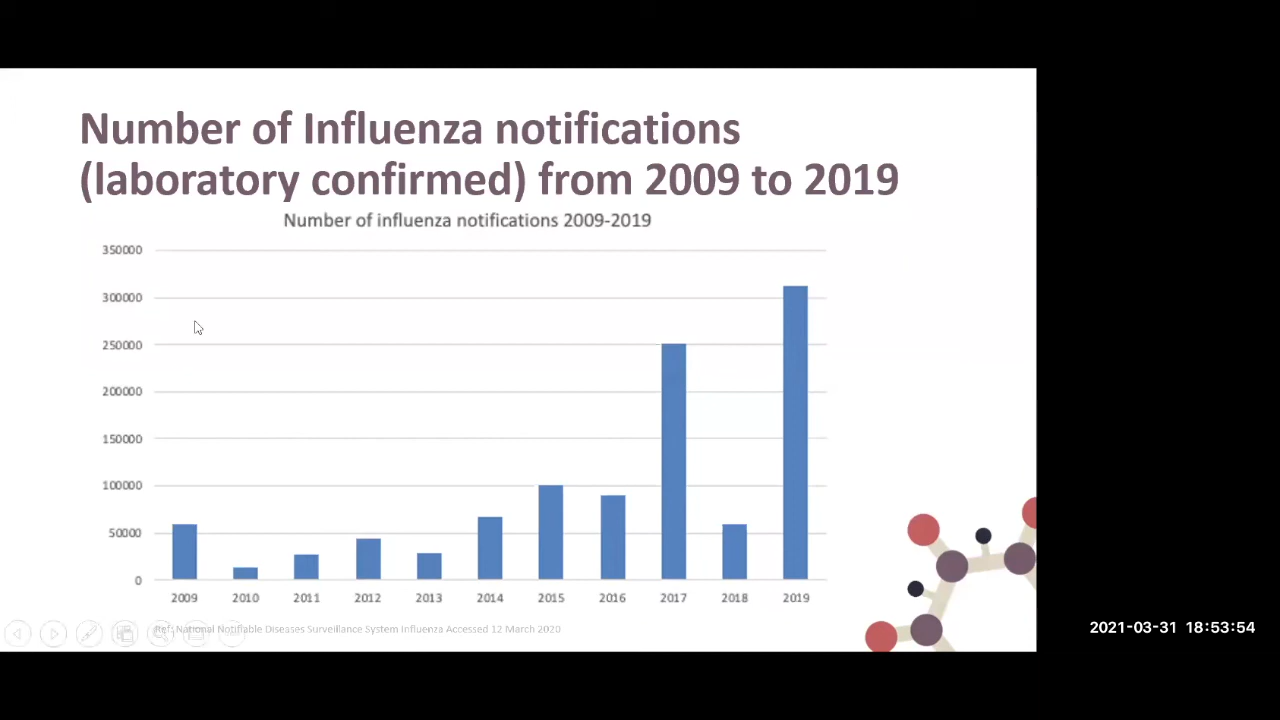 Number of Influenza notifications
(laboratory confirmed) from 2009 to 2019
Number of influenza notifications 2009-2019
350000
300000
250000
200000
150000
100000
50000
0
2009 2010 2011 2012 2013 2014 2015 2016 2017 2018 2019
Ref: National Notifiable Diseases Surveillance System Influenza Accessed 12 March 2020
2021-03-31 18:53:54